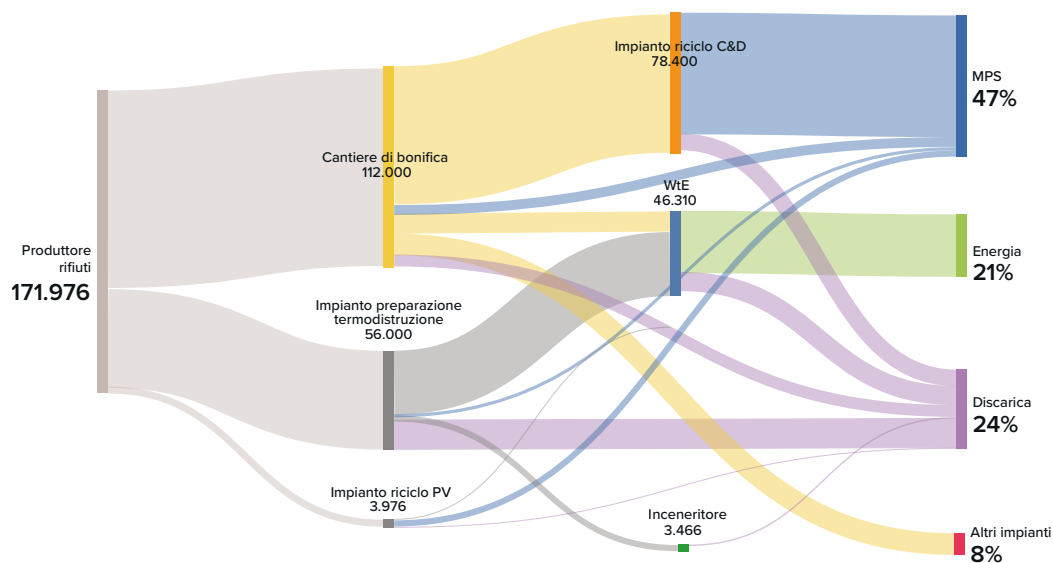 Produttore
rifiuti
171.976
Cantiere di bonifica
112.000
Impianto preparazione
termodistruzione
56.000
Impianto riciclo PV
3.976
Impianto riciclo C&D
78.400
WtE
46.310
Inceneritore
3.466
MPS
47%
Energia
21%
Discarica
24%
Altri impianti
8%